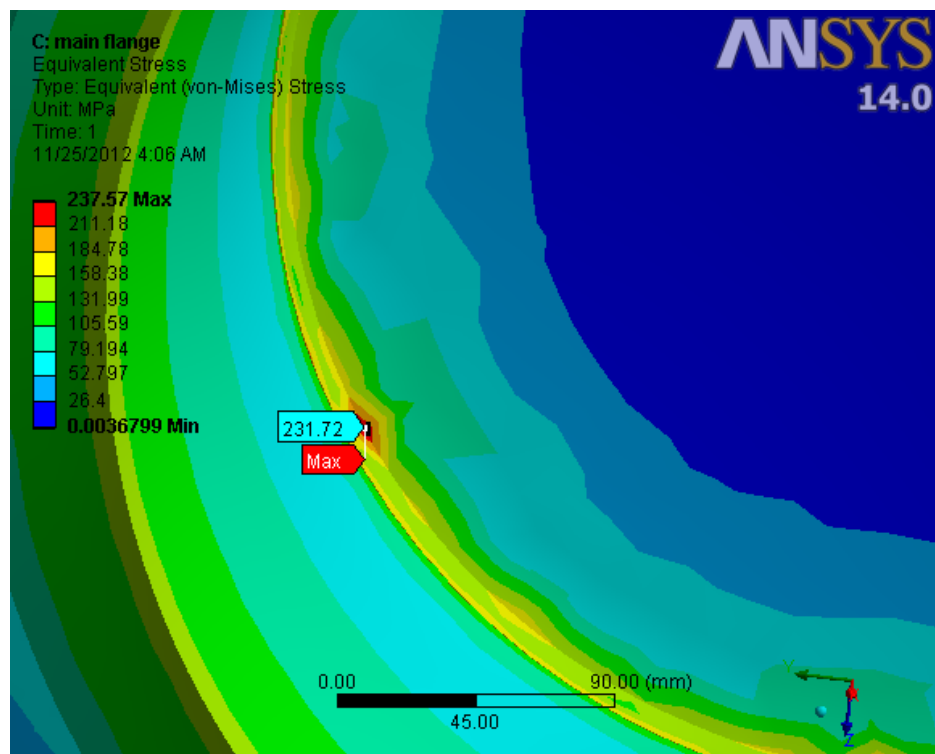 C: main flange
Equivalent Stress
Type: Equivalent (von-Mises) Stress
Unit: MPa
Time: 1
11/25/2012 4:06 AM
ANSYS
14.0
237.57 Max
211.18
184.78
158.38
131.99
105.59
79.194
52.797
26.4
0.0036799 Min
231.72
Max
0.00
90.00 (mm)
45.00
Y
Z